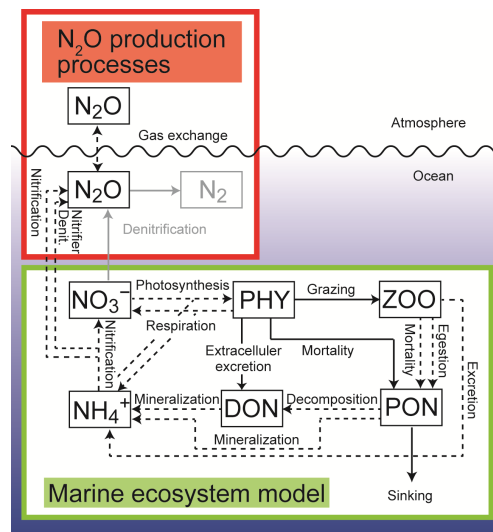 N₂O production
processes
N₂O
Gas exchange
Atmosphere
Ocean
N₂O
N₂
Nitrification
Nitrifier
Denit.
Denitrification
NO₃⁻
Photosynthesis
PHY
Grazing
ZOO
Respiration
Nitrification
Extracelluer
excretion
Mortality
Mortality
Egestion
Excretion
NH₄⁺
Mineralization
DON
Decomposition
PON
Mineralization
Sinking
Marine ecosystem model